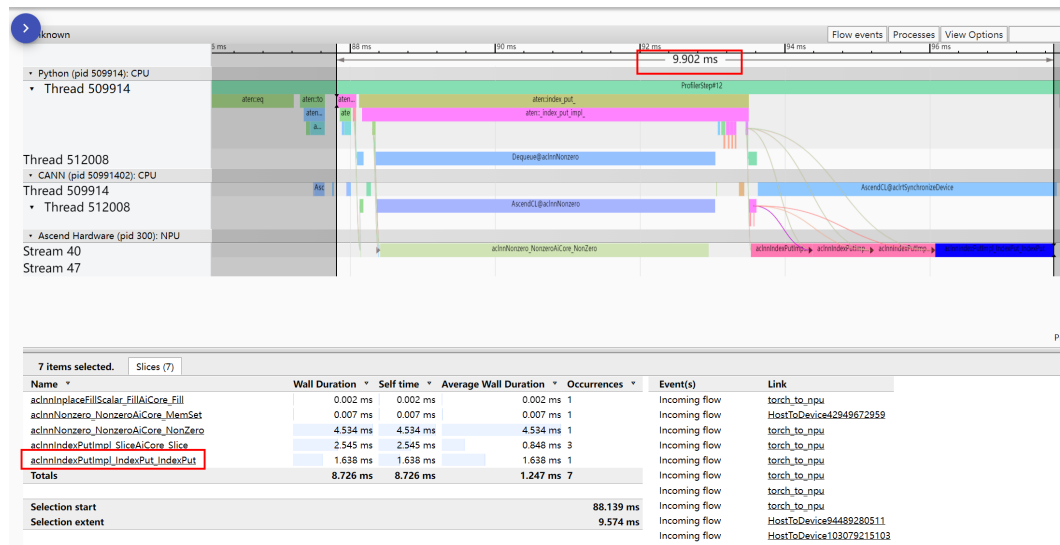 nknown
Flow events Processes View Options
5 ms 88 ms 90 ms 92 ms 94 ms 96 ms
9.902 ms
Python (pid 509914): CPU
Thread 509914
ProfilerStep#12
aten::eq aten::to aten... aten::index_put_
aten... ate aten::_index_put_impl_
a...
Thread 512008
Dequeue@aclnnNonzero
CANN (pid 50991402): CPU
Thread 509914
Asc AscendCL@aclrtSynchronizeDevice
Thread 512008
AscendCL@aclnnNonzero
Ascend Hardware (pid 300): NPU
Stream 40
aclnnNonzero_NonzeroAiCore_NonZero aclnnIndexPutImp... aclnnIndexPutImp... aclnnIndexPutImp...
Stream 47
P
7 items selected. Slices (7)
Name Wall Duration Self time Average Wall Duration Occurrences Event(s) Link
aclnnInplaceFillScalar_FillAiCore_Fill 0.002 ms 0.002 ms 0.002 ms 1 Incoming flow torch_to_npu
aclnnNonzero_NonzeroAiCore_MemSet 0.007 ms 0.007 ms 0.007 ms 1 Incoming flow HostToDevice42949672959
aclnnNonzero_NonzeroAiCore_NonZero 4.534 ms 4.534 ms 4.534 ms 1 Incoming flow torch_to_npu
aclnnIndexPutImpl_SliceAiCore_Slice 2.545 ms 2.545 ms 0.848 ms 3 Incoming flow torch_to_npu
aclnnIndexPutImpl_IndexPut_IndexPut 1.638 ms 1.638 ms 1.638 ms 1 Incoming flow torch_to_npu
Totals 8.726 ms 8.726 ms 1.247 ms 7 Incoming flow torch_to_npu
Incoming flow torch_to_npu
Selection start 88.139 ms Incoming flow torch_to_npu
Selection extent 9.574 ms Incoming flow HostToDevice94489280511
Incoming flow HostToDevice103079215103